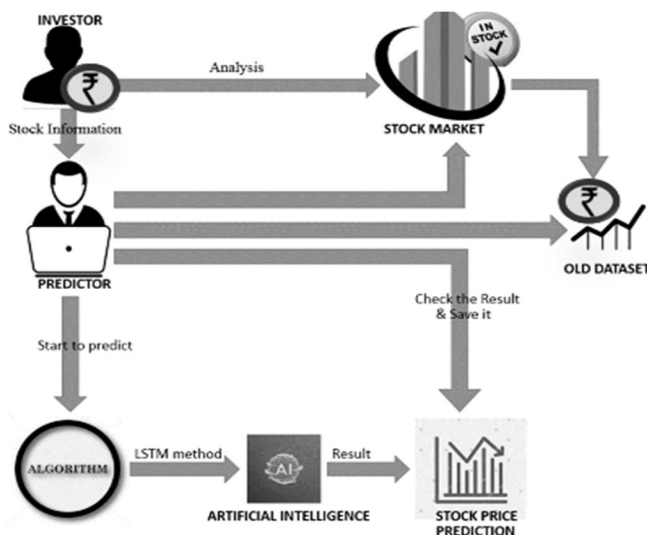 INVESTOR
IN
STOCK
₹
Analysis
STOCK MARKET
Stock Information
₹
PREDICTOR
OLD DATASET
Check the Result
& Save it
Start to predict
ALGORITHM
LSTM method
AI
Result
ARTIFICIAL INTELLIGENCE
STOCK PRICE
PREDICTION